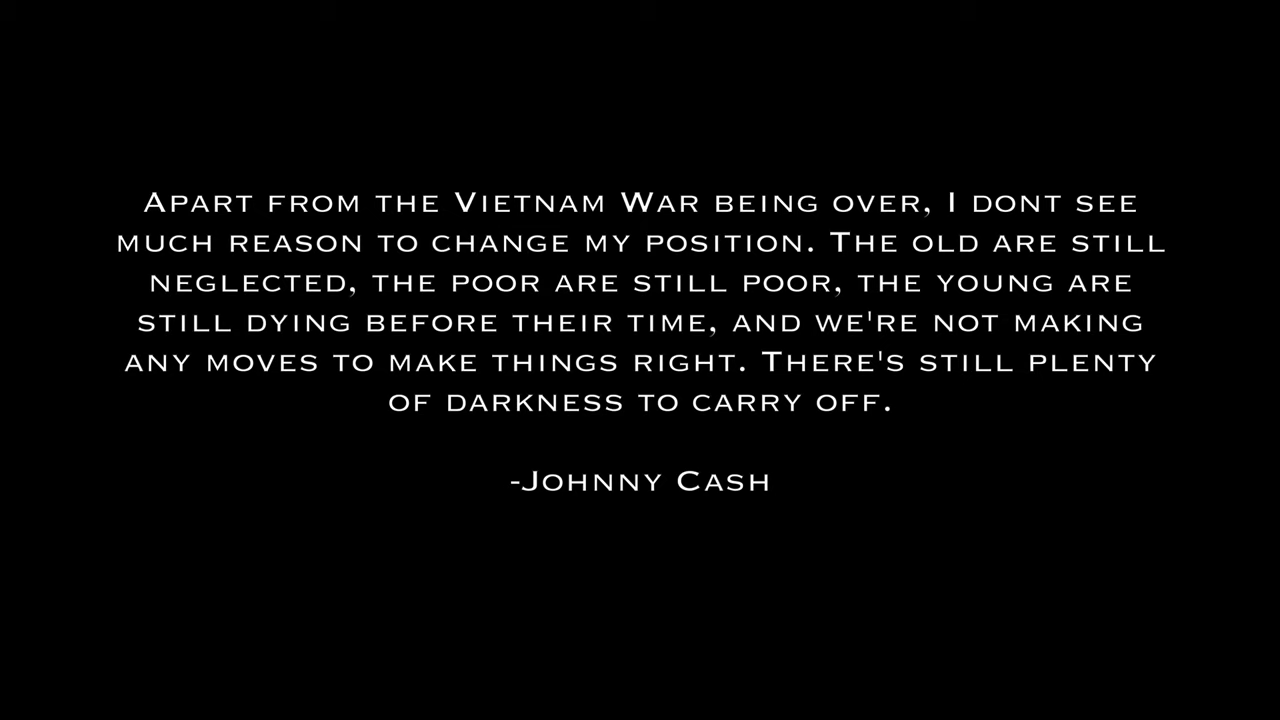 Apart from the Vietnam War being over, I dont see
much reason to change my position. The old are still
neglected, the poor are still poor, the young are
still dying before their time, and we're not making
any moves to make things right. There's still plenty
of darkness to carry off.
-Johnny Cash